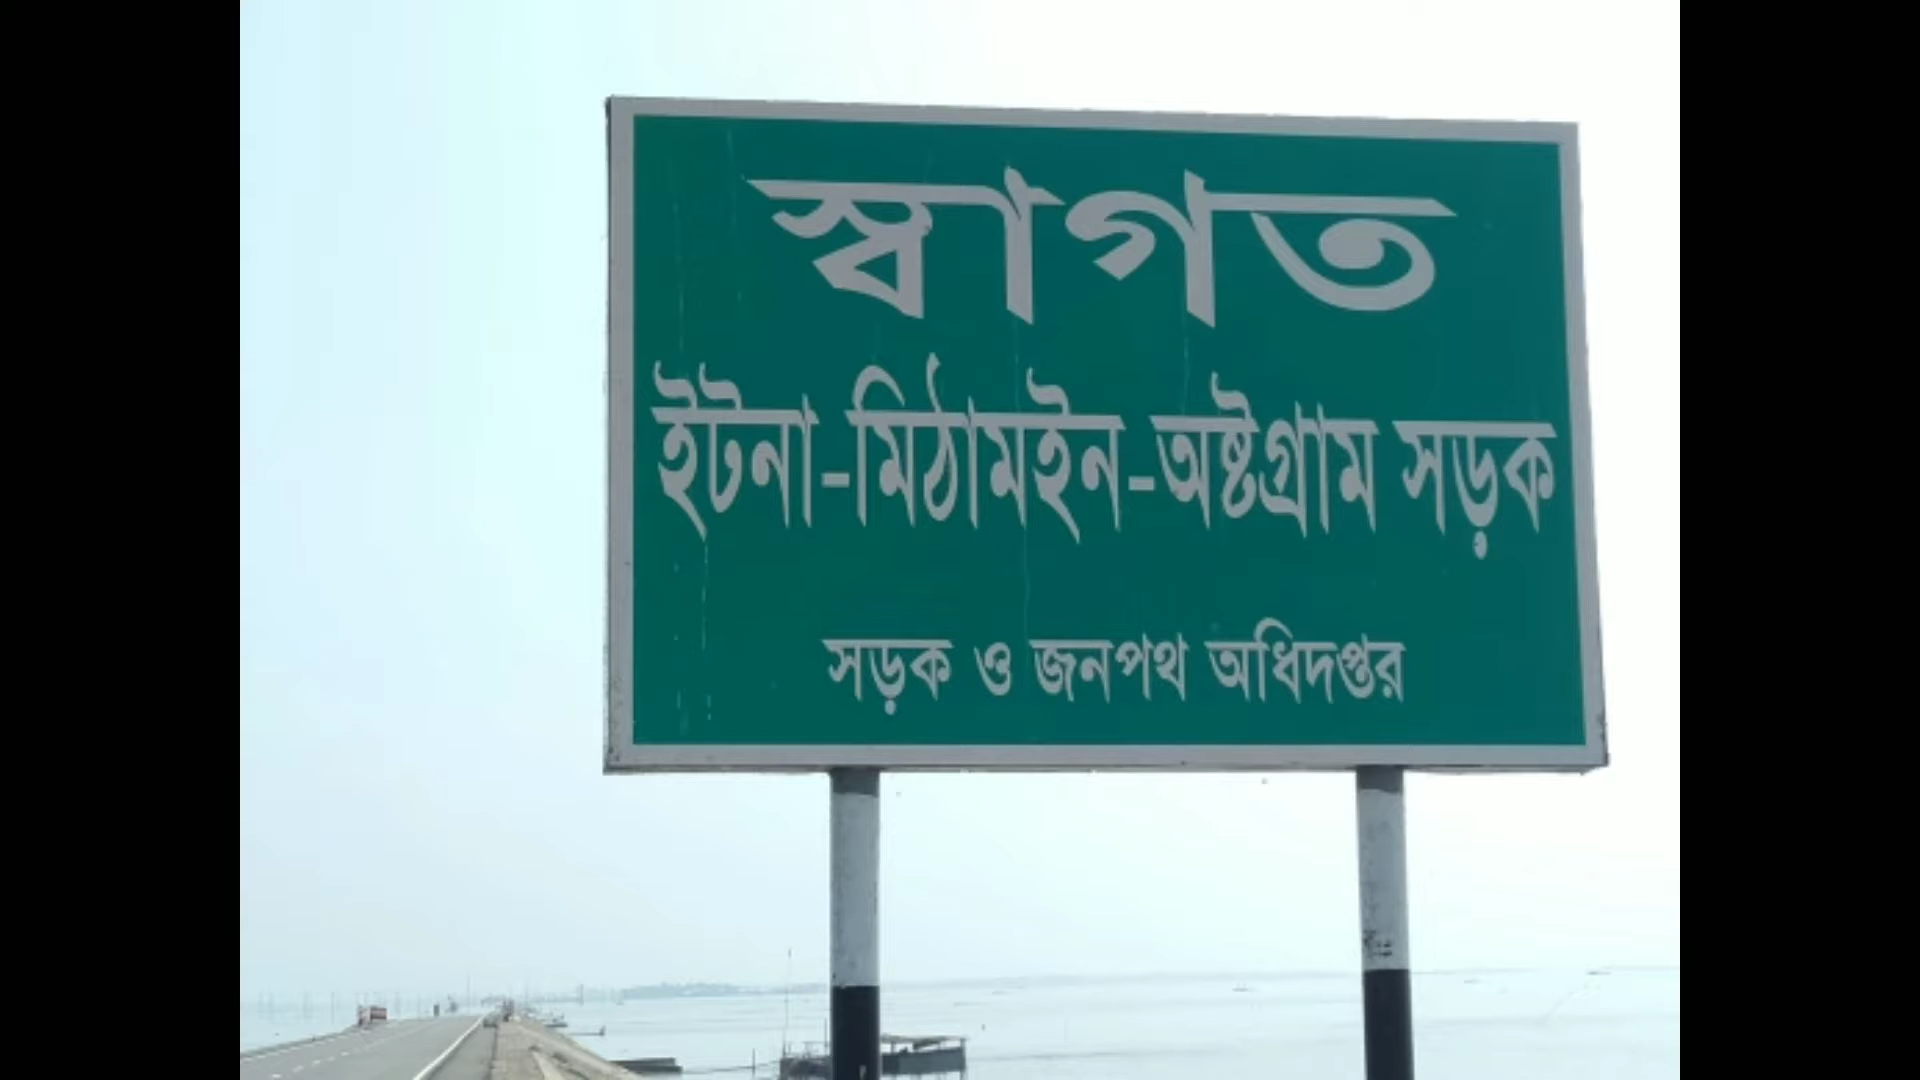 স্বাগত
ইটনা-মিঠামইন-অষ্টগ্রাম সড়ক
সড়ক ও জনপথ অধিদপ্তর